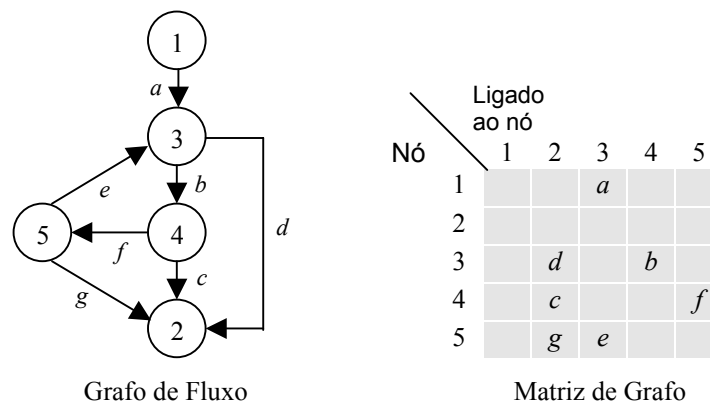 1
a
3
e
b
d
5
4
f
g
c
2
Grafo de Fluxo
Ligado
ao nó
Nó
1 2 3 4 5
1 a
2
3 d b
4 c f
5 g e
Matriz de Grafo